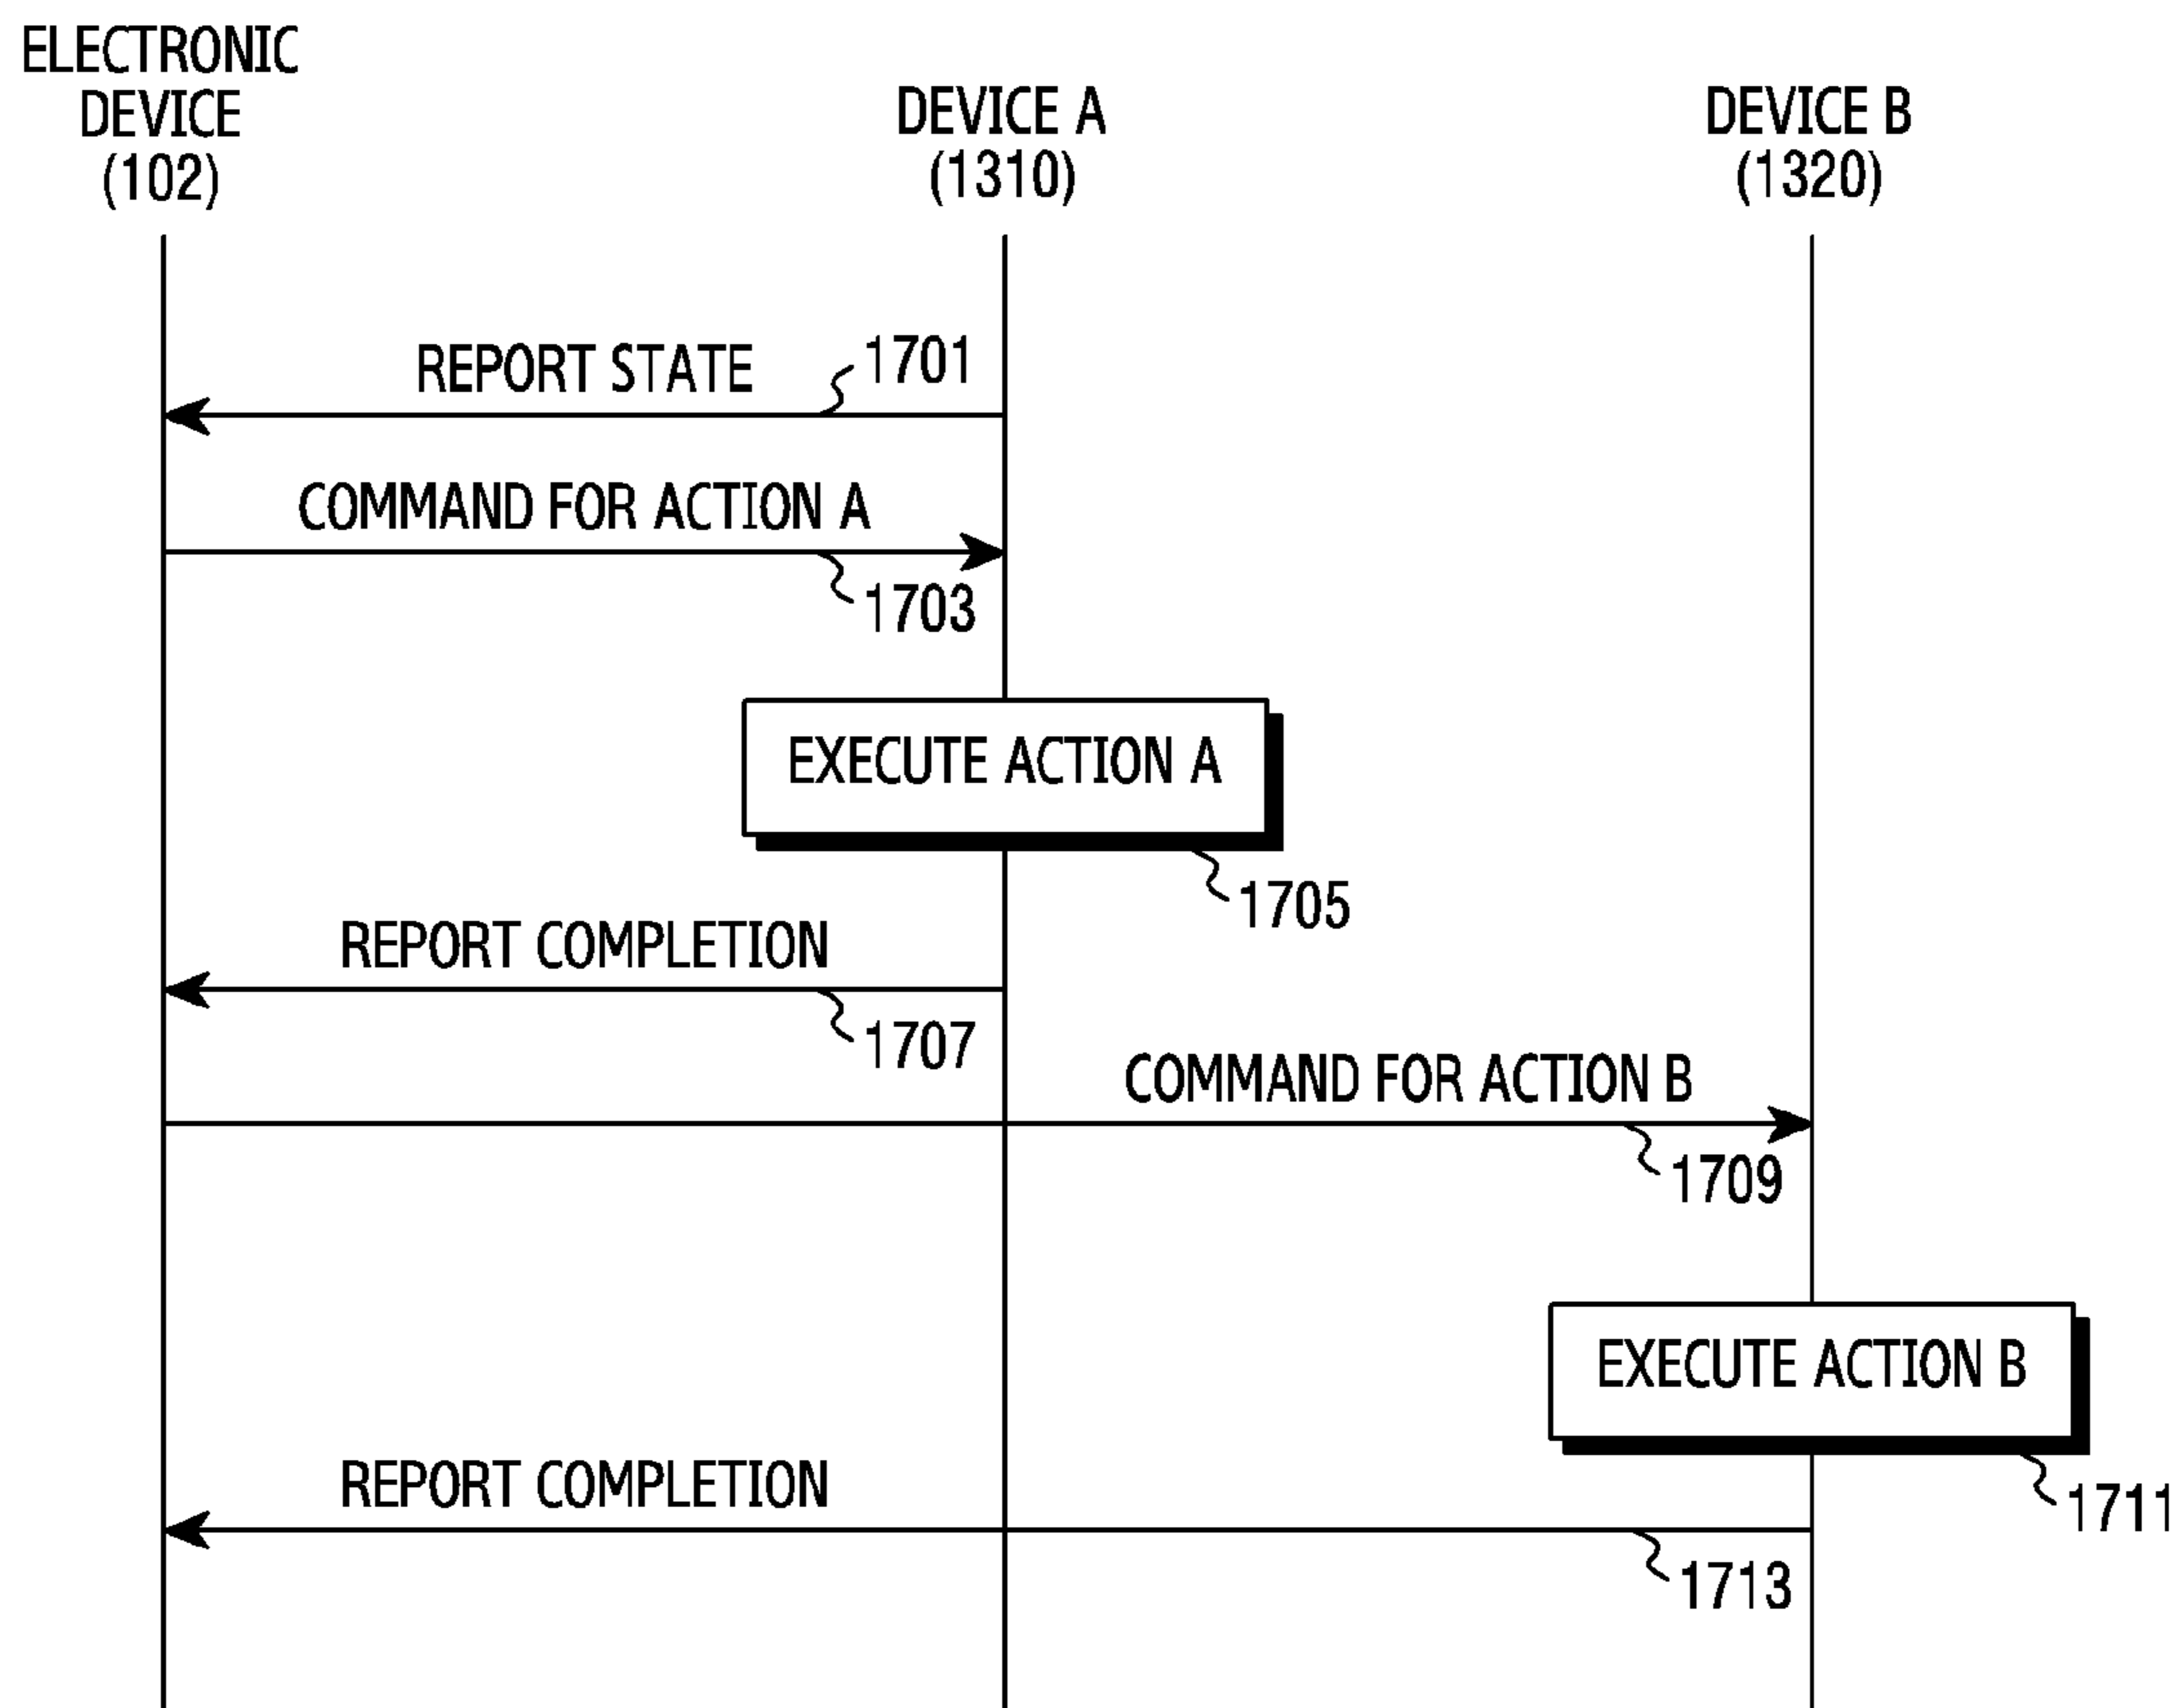 ELECTRONIC
DEVICE
(102)
DEVICE A
(1310)
DEVICE B
(1320)
REPORT STATE
1701
COMMAND FOR ACTION A
1703
EXECUTE ACTION A
1705
REPORT COMPLETION
1707
COMMAND FOR ACTION B
1709
EXECUTE ACTION B
1711
REPORT COMPLETION
1713